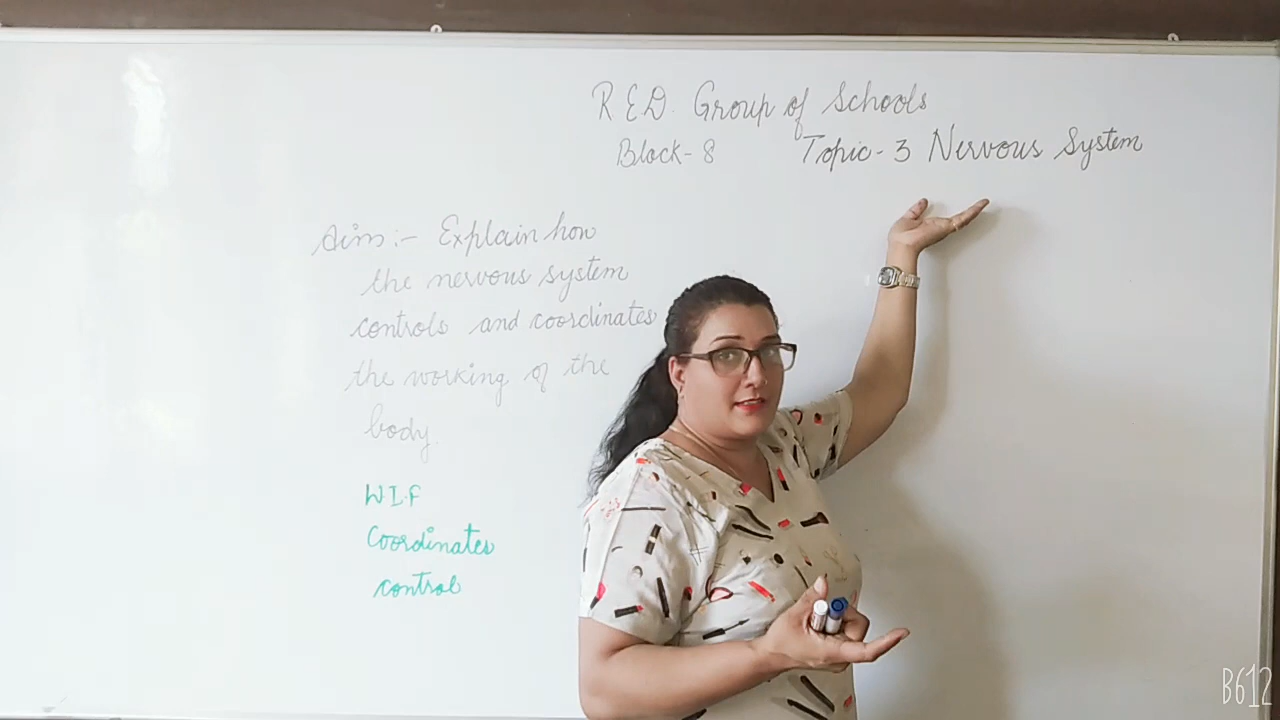 R.E.D. Group of Schools
Block-8 Topic-3 Nervous System
Aim:- Explain how
the nervous system
controls and coordinates
the working of the
body.
W.L.F
Coordinates
control
B612